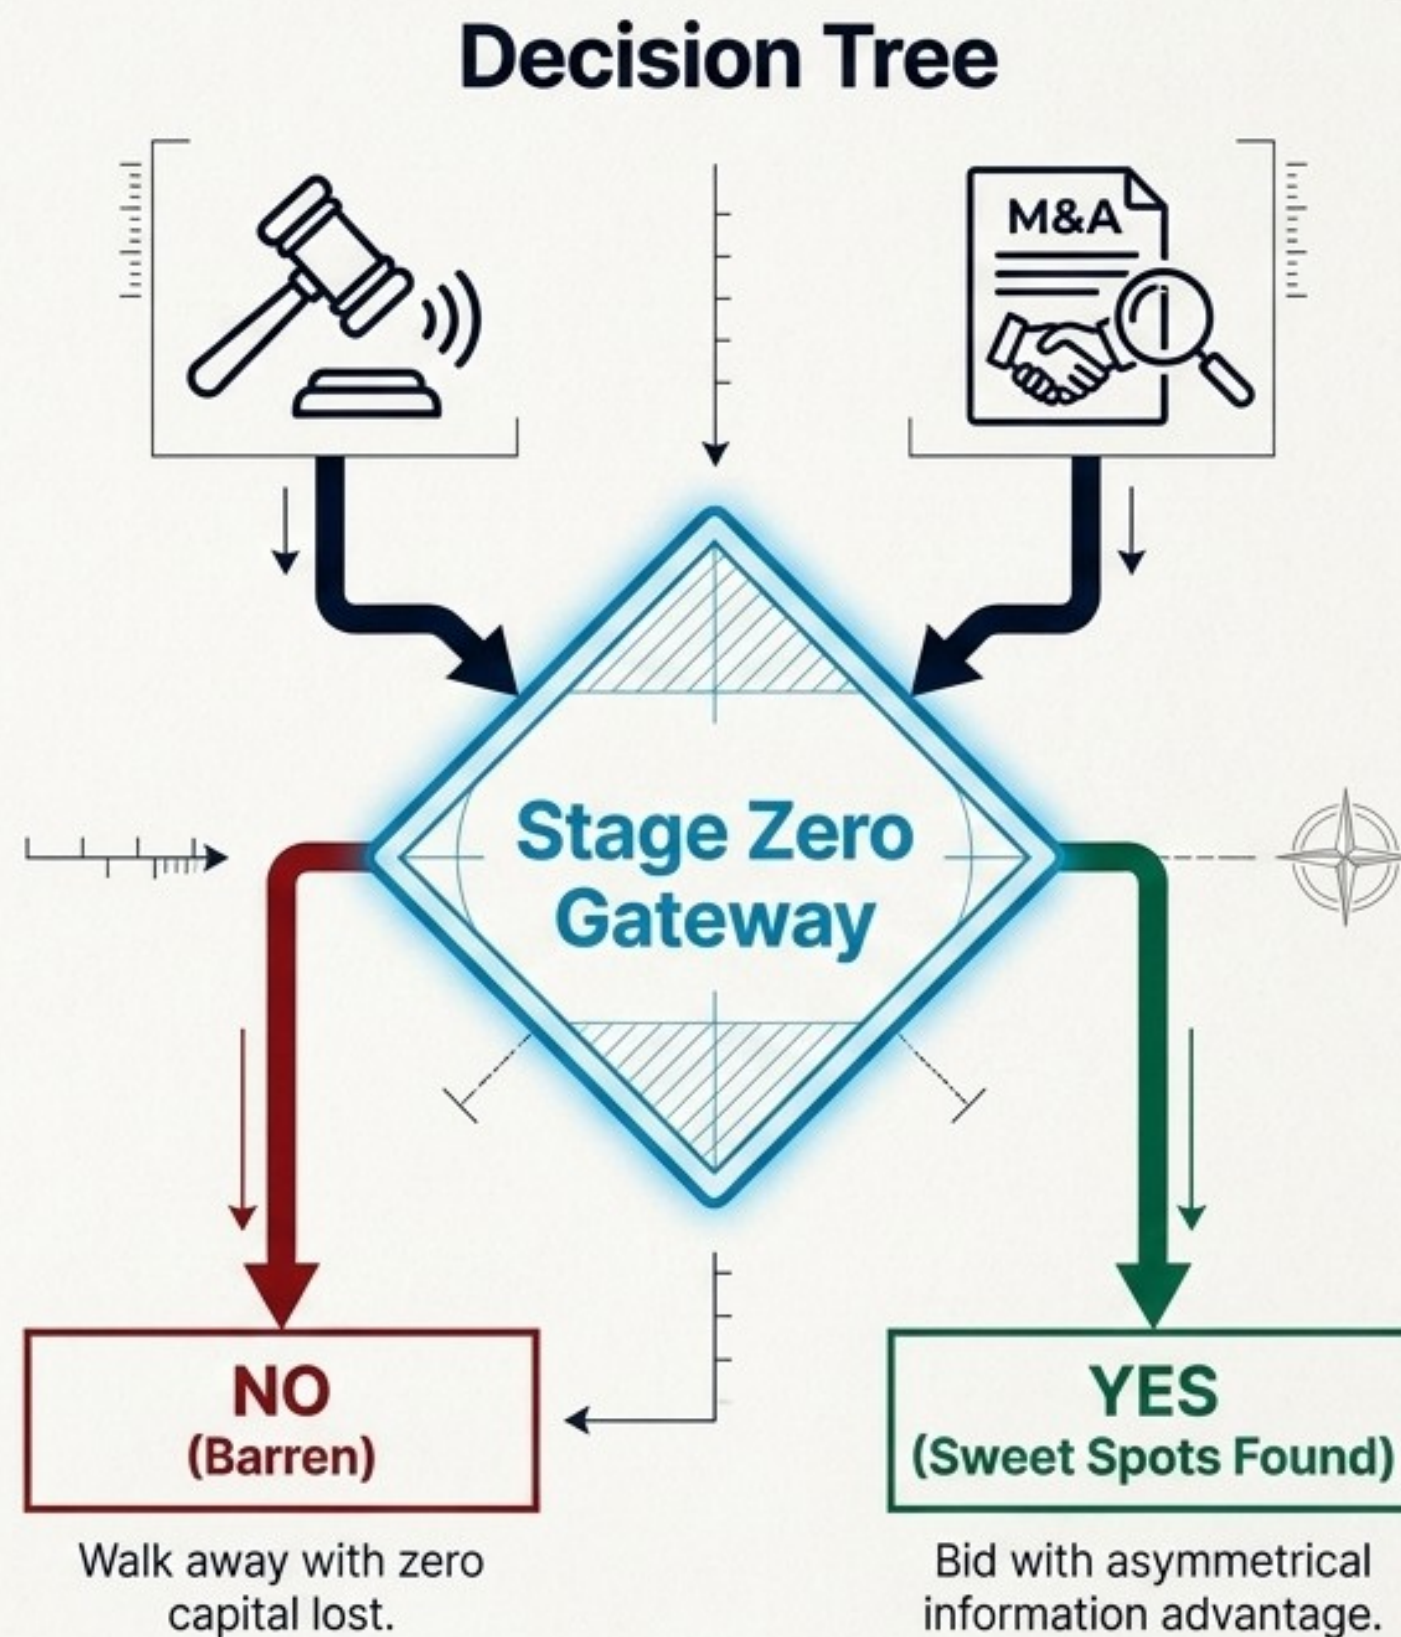 Decision Tree
M&A
Stage Zero
Gateway
NO
(Barren)
Walk away with zero
capital lost.
YES
(Sweet Spots Found)
Bid with asymmetrical
information advantage.